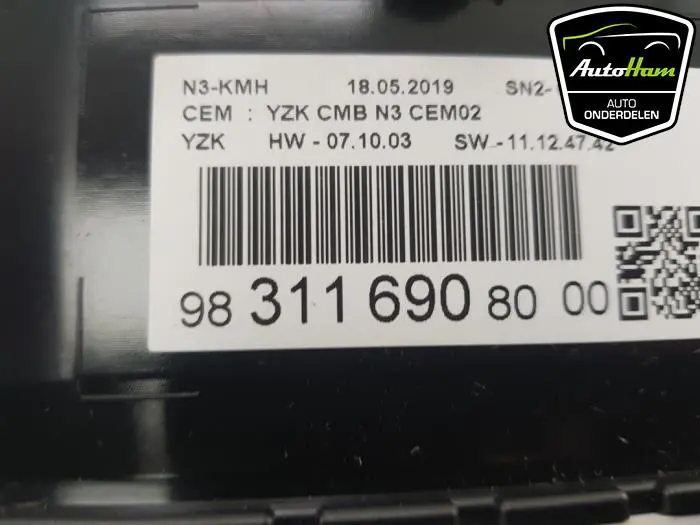 AutoHam
AUTO
ONDERDELEN
N3-KMH 18.05.2019 SN2-
CEM : YZK CMB N3 CEM02
YZK HW - 07.10.03 SW - 11.12.47.42
98 311 690 80 00